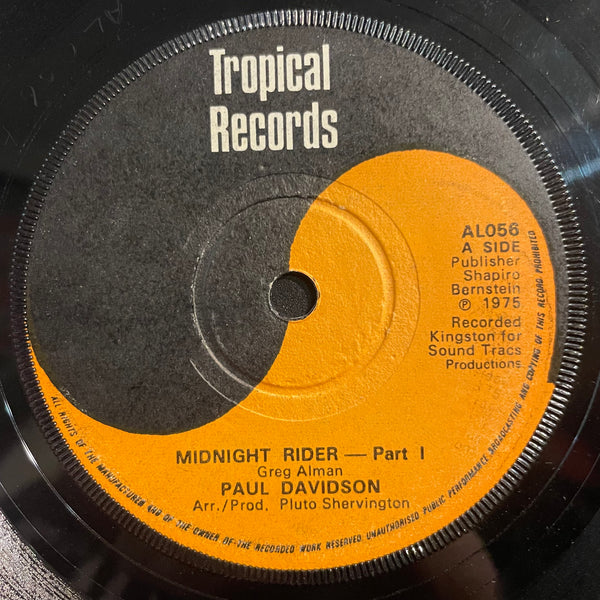 Tropical
Records
AL056
A SIDE
Publisher
Shapiro
Bernstein
℗ 1975
Recorded
Kingston for
Sound Tracs
Productions
MIDNIGHT RIDER — Part I
Greg Alman
PAUL DAVIDSON
Arr./Prod. Pluto Shervington
ALL RIGHTS OF THE MANUFACTURER AND OF THE OWNER OF THE RECORDED WORK RESERVED. UNAUTHORISED PUBLIC PERFORMANCE, BROADCASTING AND COPYING OF THIS RECORD PROHIBITED